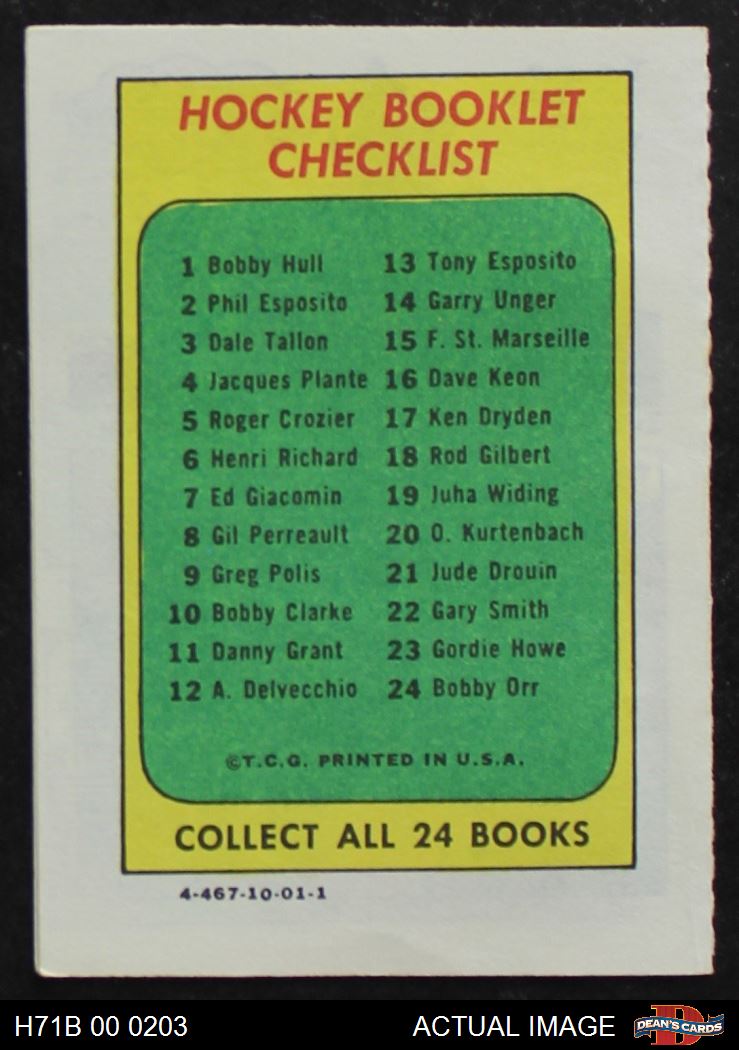 HOCKEY BOOKLET
CHECKLIST
1 Bobby Hull
2 Phil Esposito
3 Dale Tallon
4 Jacques Plante
5 Roger Crozier
6 Henri Richard
7 Ed Giacomin
8 Gil Perreault
9 Greg Polis
10 Bobby Clarke
11 Danny Grant
12 A. Delvecchio
13 Tony Esposito
14 Garry Unger
15 F. St. Marseille
16 Dave Keon
17 Ken Dryden
18 Rod Gilbert
19 Juha Widing
20 O. Kurtenbach
21 Jude Drouin
22 Gary Smith
23 Gordie Howe
24 Bobby Orr
©T.C.G. PRINTED IN U.S.A.
COLLECT ALL 24 BOOKS
4-467-10-01-1
H71B 00 0203
ACTUAL IMAGE
D
DEAN'S CARDS